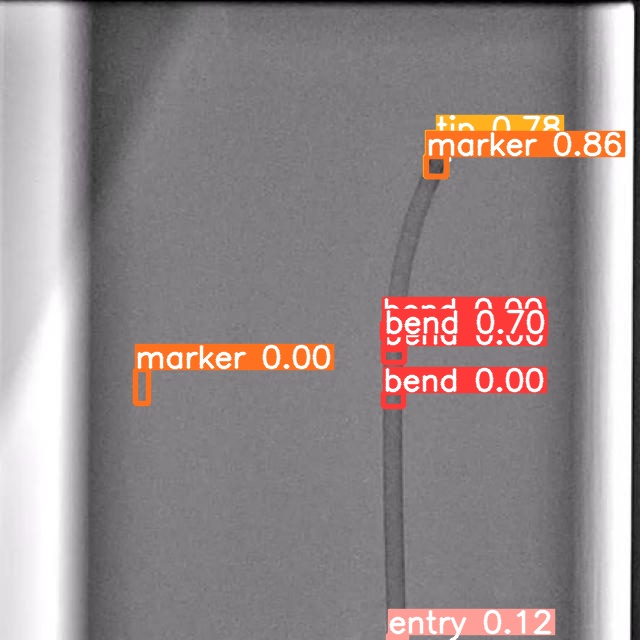 tip 0.78
marker 0.86
bend 0.70
marker 0.00
bend 0.00
entry 0.12